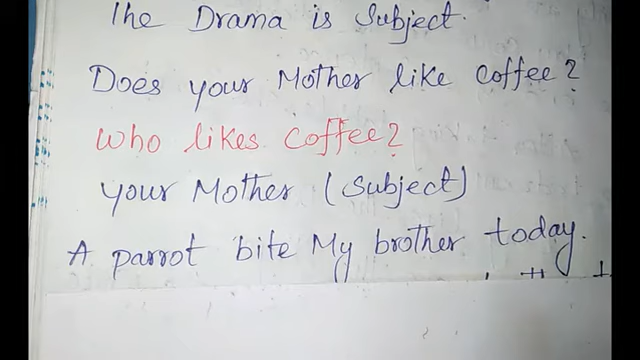 The Drama is Subject.
Does your Mother like coffee?
Who likes coffee?
your Mother (Subject)
A parrot bite My brother today.